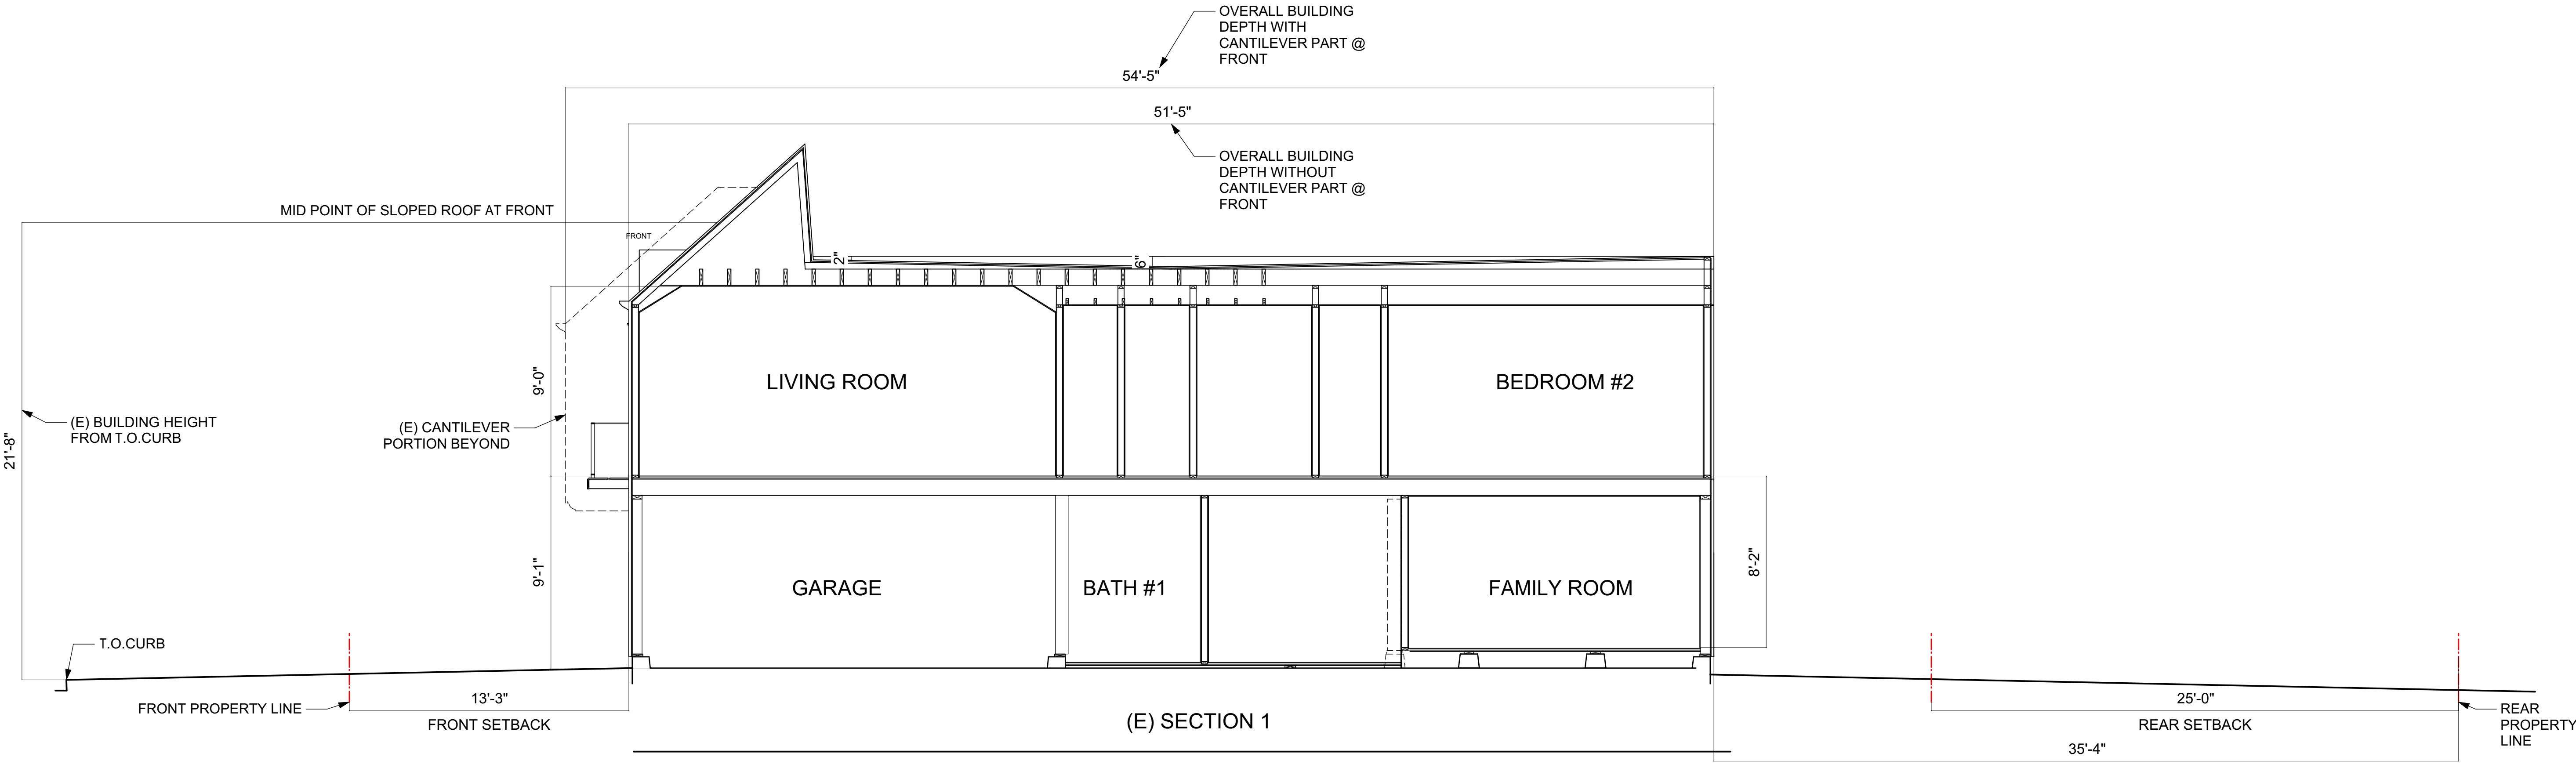 OVERALL BUILDING
DEPTH WITH
CANTILEVER PART @
FRONT
54'-5"
51'-5"
OVERALL BUILDING
DEPTH WITHOUT
CANTILEVER PART @
FRONT
MID POINT OF SLOPED ROOF AT FRONT
FRONT
2"
6"
LIVING ROOM
BEDROOM #2
9'-0"
(E) BUILDING HEIGHT
FROM T.O.CURB
(E) CANTILEVER
PORTION BEYOND
21'-8"
9'-1"
8'-2"
GARAGE
BATH #1
FAMILY ROOM
T.O.CURB
13'-3"
FRONT PROPERTY LINE
FRONT SETBACK
(E) SECTION 1
25'-0"
REAR SETBACK
REAR
PROPERTY
LINE
35'-4"